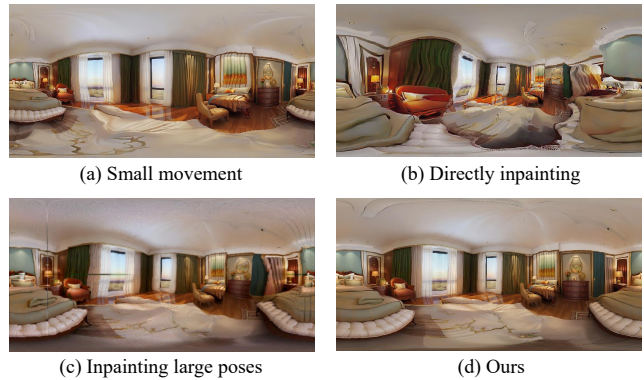 (a) Small movement
(b) Directly inpainting
(c) Inpainting large poses
(d) Ours